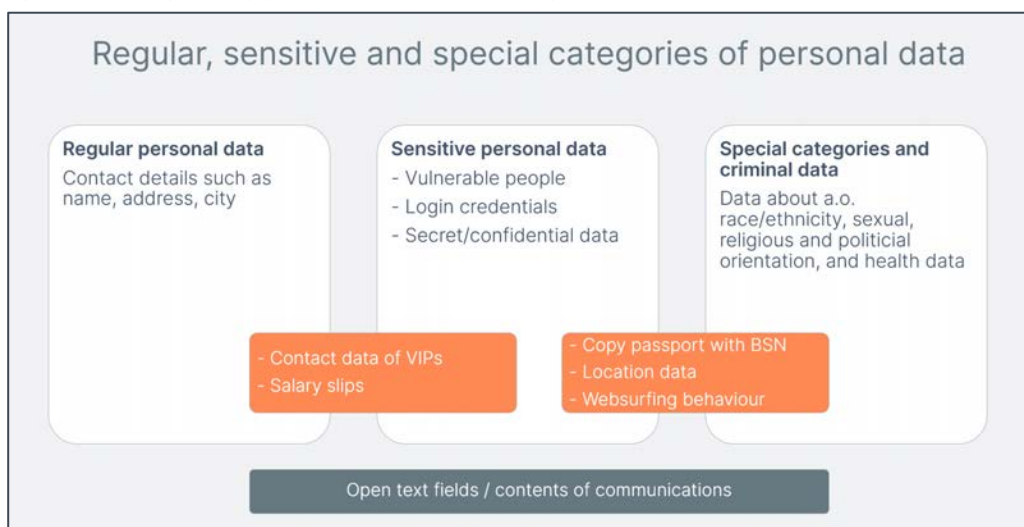 Regular, sensitive and special categories of personal data
Regular personal data
Contact details such as
name, address, city
Sensitive personal data
- Vulnerable people
- Login credentials
- Secret/confidential data
Special categories and
criminal data
Data about a.o.
race/ethnicity, sexual,
religious and politicial
orientation, and health data
- Contact data of VIPs
- Salary slips
- Copy passport with BSN
- Location data
- Websurfing behaviour
Open text fields / contents of communications